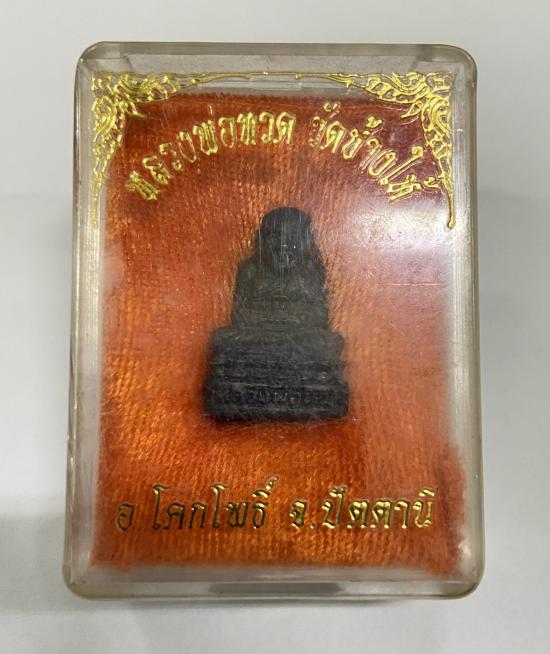 หลวงพ่อทวด วัดช้างให้
อ.โคกโพธิ์ จ.ปัตตานี